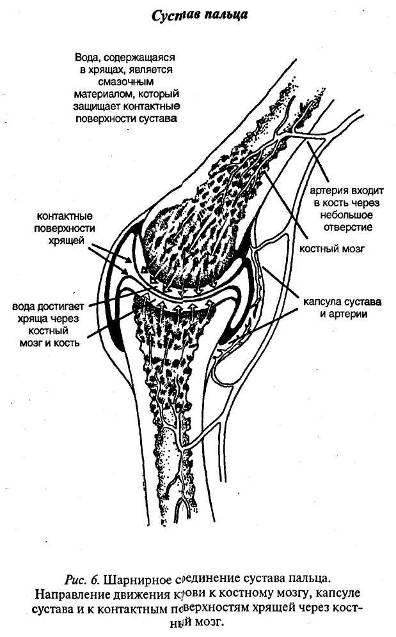 Сустав пальца
Вода, содержащаяся
в хрящах, является
смазочным
материалом, который
защищает контактные
поверхности сустава
артерия входит
в кость через
небольшое
отверстие
контактные
поверхности
хрящей
костный мозг
вода достигает
хряща через
костный
мозг и кость
капсула сустава
и артерии
Рис. 6. Шарнирное соединение сустава пальца.
Направление движения крови к костному мозгу, капсуле
сустава и к контактным поверхностям хрящей через кост-
ный мозг.